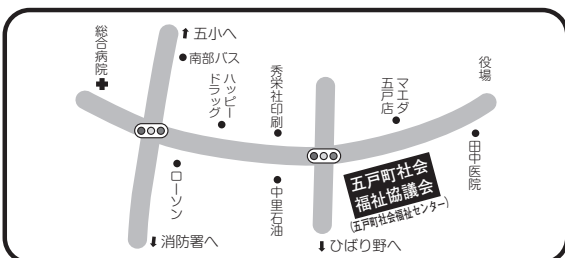 総合病院
⬆五小へ
南部バス
ハッピー
ドラッグ
秀栄社印刷
マエダ
五戸店
役場
ローソン
中里石油
五戸町社会
福祉協議会
(五戸町社会福祉センター)
田中医院
⬇消防署へ
⬇ひばり野へ